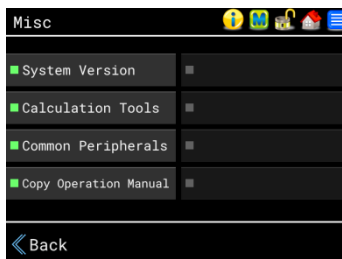 Misc
System Version
Calculation Tools
Common Peripherals
Copy Operation Manual
Back